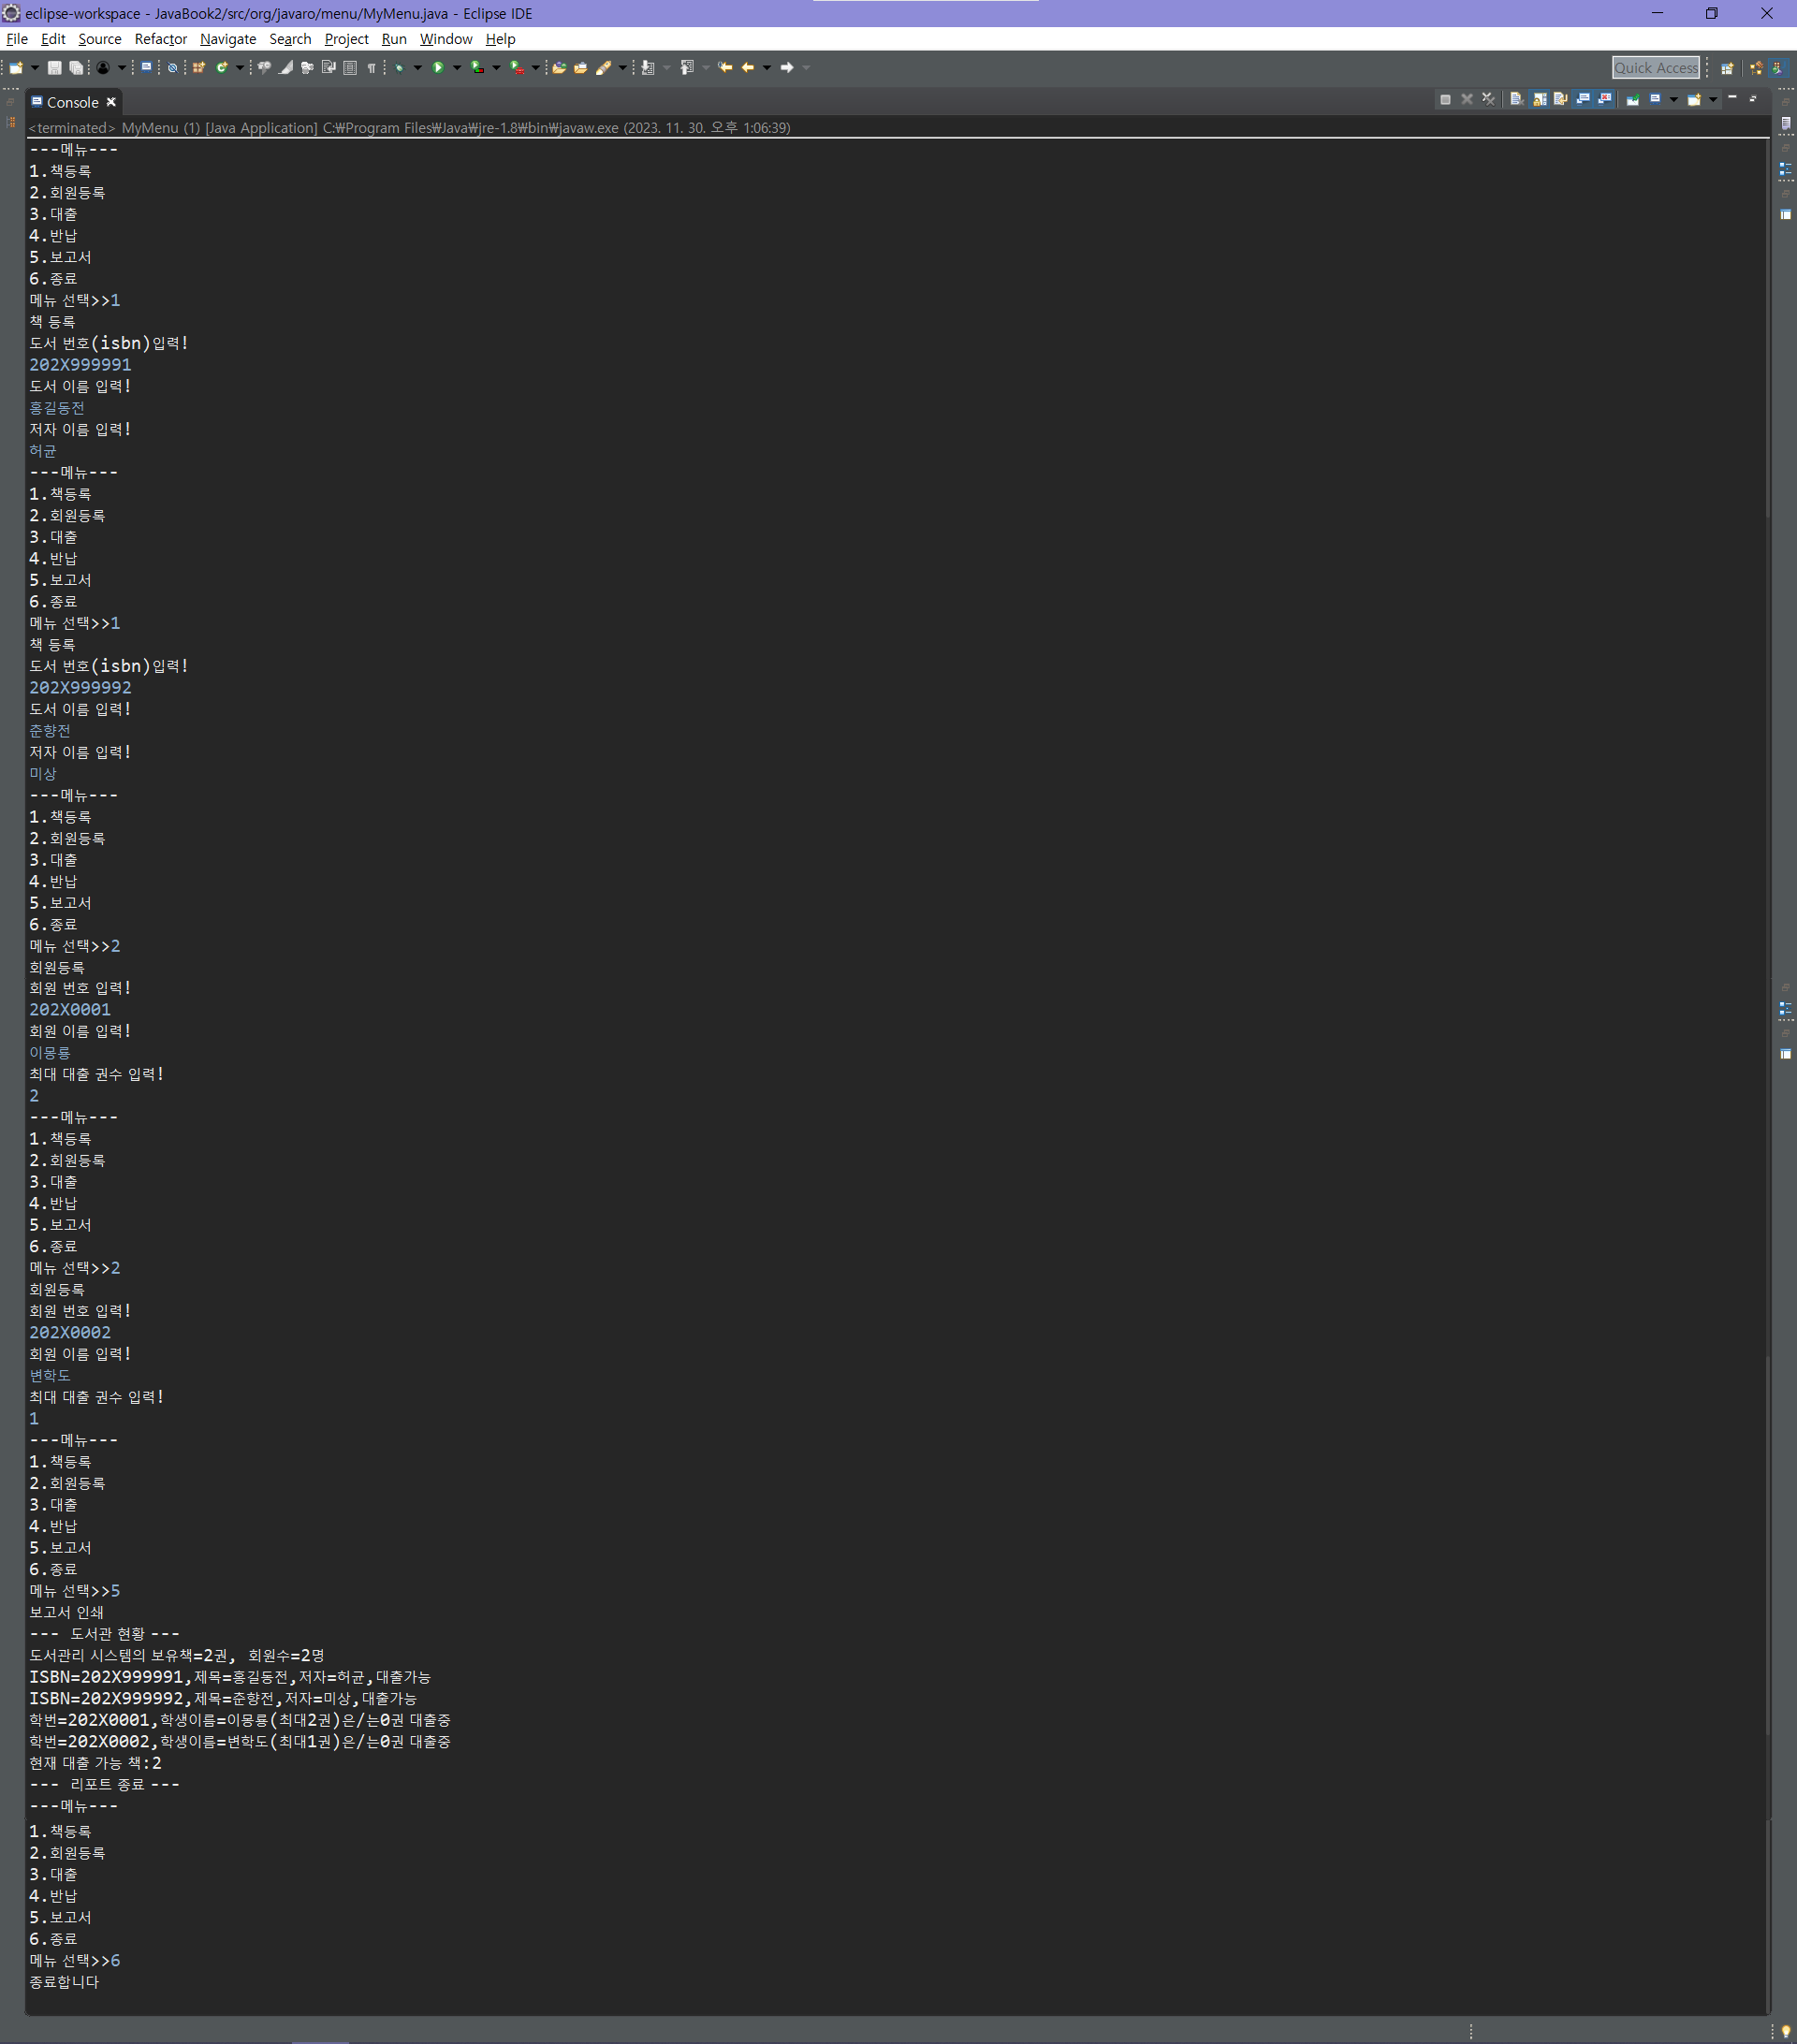 eclipse-workspace - JavaBook2/src/org/javaro/menu/MyMenu.java - Eclipse IDE
File Edit Source Refactor Navigate Search Project Run Window Help
Quick Access
Console
<terminated> MyMenu (1) [Java Application] C:₩Program Files₩Java₩jre-1.8₩bin₩javaw.exe (2023. 11. 30. 오후 1:06:39)
---메뉴---
1.책등록
2.회원등록
3.대출
4.반납
5.보고서
6.종료
메뉴 선택>>1
책 등록
도서 번호(isbn)입력!
202X999991
도서 이름 입력!
홍길동전
저자 이름 입력!
허균
---메뉴---
1.책등록
2.회원등록
3.대출
4.반납
5.보고서
6.종료
메뉴 선택>>1
책 등록
도서 번호(isbn)입력!
202X999992
도서 이름 입력!
춘향전
저자 이름 입력!
미상
---메뉴---
1.책등록
2.회원등록
3.대출
4.반납
5.보고서
6.종료
메뉴 선택>>2
회원등록
회원 번호 입력!
202X0001
회원 이름 입력!
이몽룡
최대 대출 권수 입력!
2
---메뉴---
1.책등록
2.회원등록
3.대출
4.반납
5.보고서
6.종료
메뉴 선택>>2
회원등록
회원 번호 입력!
202X0002
회원 이름 입력!
변학도
최대 대출 권수 입력!
1
---메뉴---
1.책등록
2.회원등록
3.대출
4.반납
5.보고서
6.종료
메뉴 선택>>5
보고서 인쇄
--- 도서관 현황 ---
도서관리 시스템의 보유책=2권, 회원수=2명
ISBN=202X999991,제목=홍길동전,저자=허균,대출가능
ISBN=202X999992,제목=춘향전,저자=미상,대출가능
학번=202X0001,학생이름=이몽룡(최대2권)은/는0권 대출중
학번=202X0002,학생이름=변학도(최대1권)은/는0권 대출중
현재 대출 가능 책:2
--- 리포트 종료 ---
---메뉴---
1.책등록
2.회원등록
3.대출
4.반납
5.보고서
6.종료
메뉴 선택>>6
종료합니다